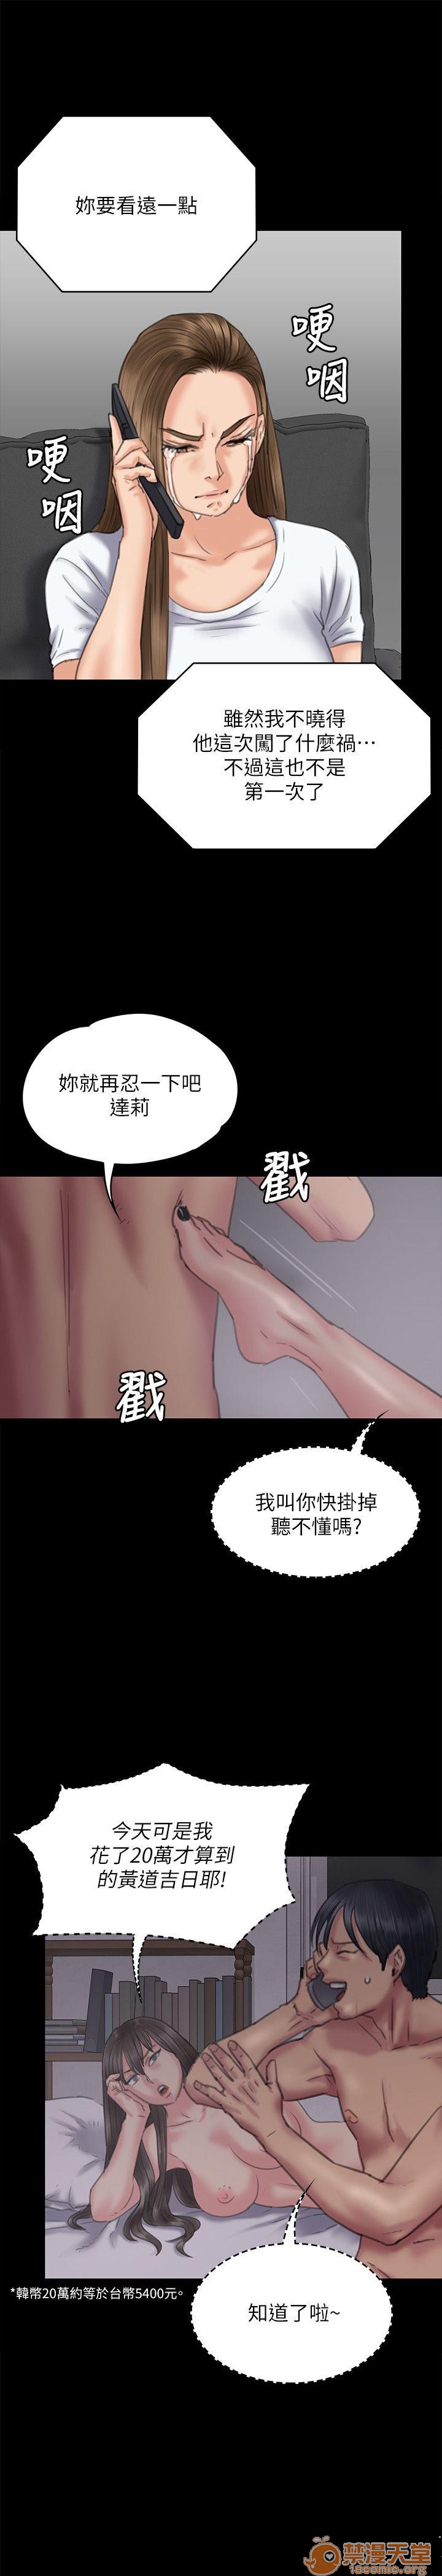 妳要看遠一點
哽
咽
哽
咽
雖然我不曉得
他這次闖了什麼禍…
不過這也不是
第一次了
妳就再忍一下吧
達莉
戳
戳
我叫你快掛掉
聽不懂嗎?
今天可是我
花了20萬才算到
的黃道吉日耶!
*韓幣20萬約等於台幣5400元。
知道了啦~
禁漫天堂
18comic.org